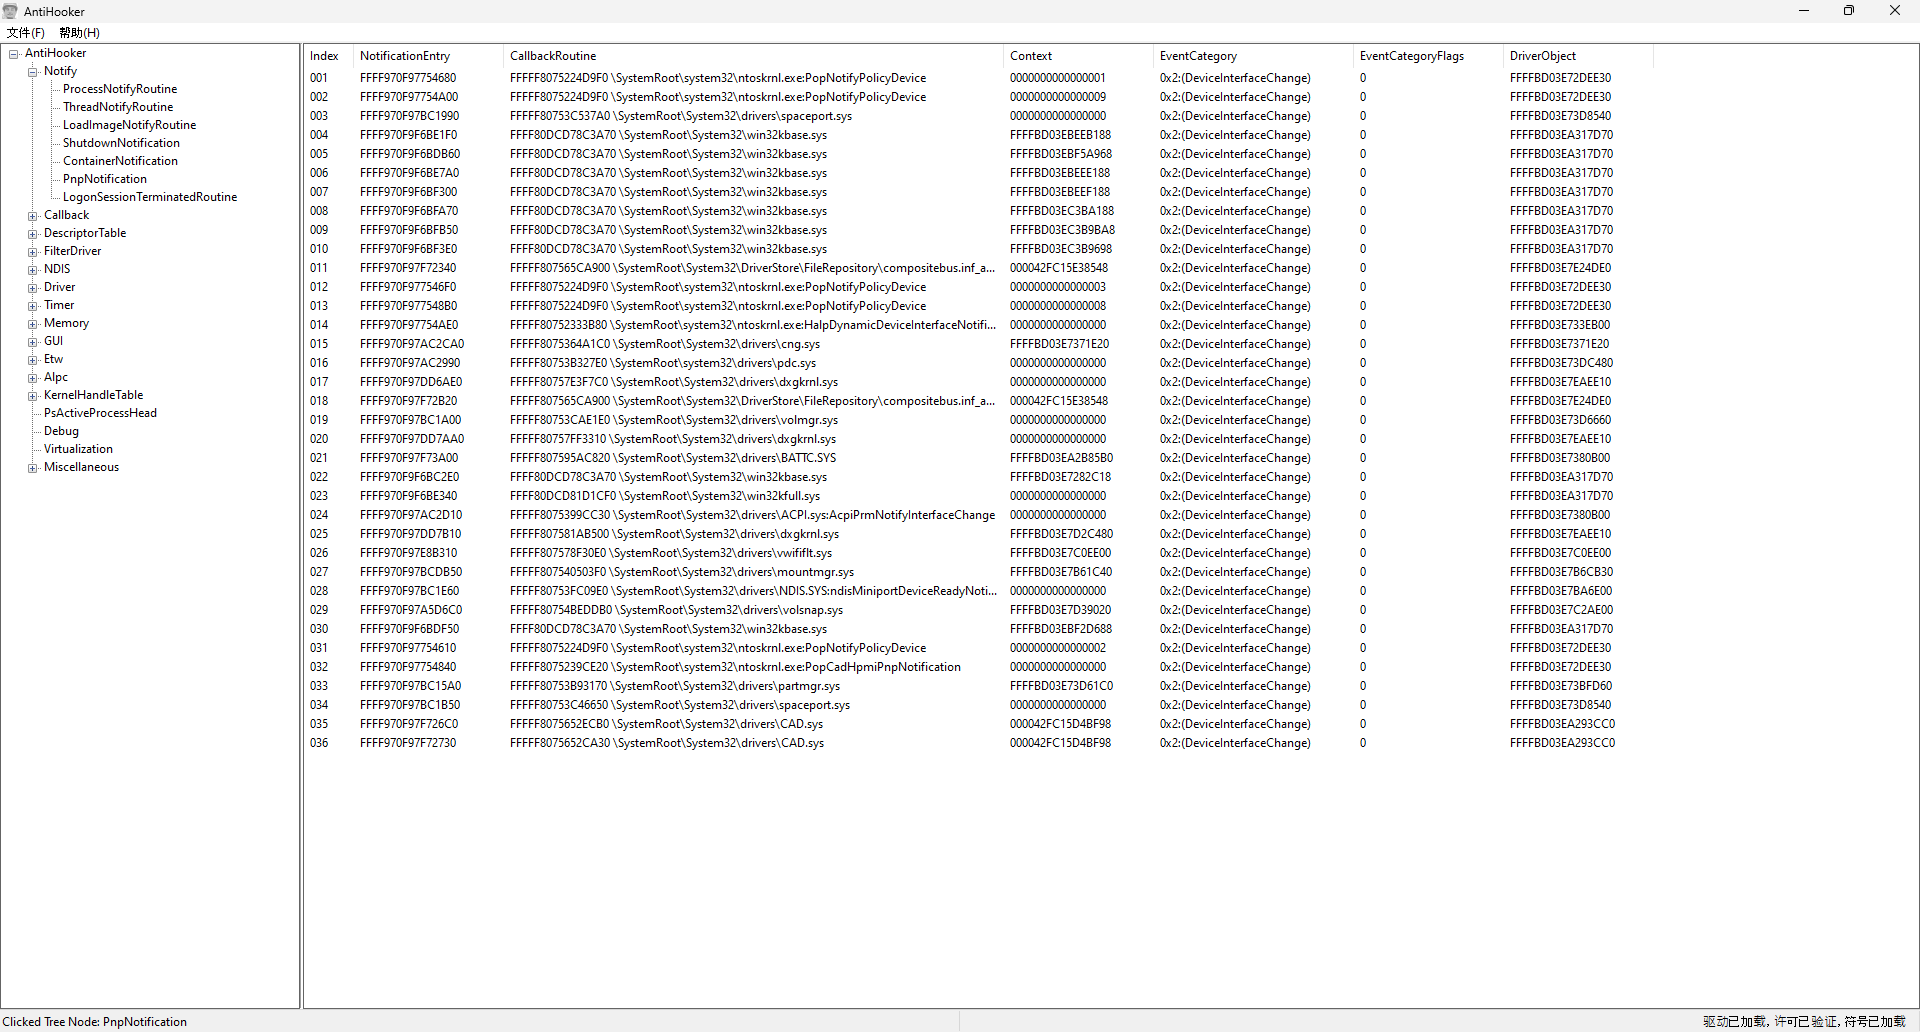 AntiHooker
文件(F) 帮助(H)
AntiHooker
Notify
ProcessNotifyRoutine
ThreadNotifyRoutine
LoadImageNotifyRoutine
ShutdownNotification
ContainerNotification
PnpNotification
LogonSessionTerminatedRoutine
Callback
DescriptorTable
FilterDriver
NDIS
Driver
Timer
Memory
GUI
Etw
Alpc
KernelHandleTable
PsActiveProcessHead
Debug
Virtualization
Miscellaneous
Index NotificationEntry CallbackRoutine Context EventCategory EventCategoryFlags DriverObject
001 FFFF970F97754680 FFFFF8075224D9F0 \SystemRoot\system32\ntoskrnl.exe:PopNotifyPolicyDevice 0000000000000001 0x2:(DeviceInterfaceChange) 0 FFFFBD03E72DEE30
002 FFFF970F97754A00 FFFFF8075224D9F0 \SystemRoot\system32\ntoskrnl.exe:PopNotifyPolicyDevice 0000000000000009 0x2:(DeviceInterfaceChange) 0 FFFFBD03E72DEE30
003 FFFF970F97BC1990 FFFFF80753C537A0 \SystemRoot\System32\drivers\spaceport.sys 0000000000000000 0x2:(DeviceInterfaceChange) 0 FFFFBD03E73D8540
004 FFFF970F9F6BE1F0 FFFF80DCD78C3A70 \SystemRoot\System32\win32kbase.sys FFFFBD03EBEEB188 0x2:(DeviceInterfaceChange) 0 FFFFBD03EA317D70
005 FFFF970F9F6BDB60 FFFF80DCD78C3A70 \SystemRoot\System32\win32kbase.sys FFFFBD03EBF5A968 0x2:(DeviceInterfaceChange) 0 FFFFBD03EA317D70
006 FFFF970F9F6BE7A0 FFFF80DCD78C3A70 \SystemRoot\System32\win32kbase.sys FFFFBD03EBEEE188 0x2:(DeviceInterfaceChange) 0 FFFFBD03EA317D70
007 FFFF970F9F6BF300 FFFF80DCD78C3A70 \SystemRoot\System32\win32kbase.sys FFFFBD03EBEEF188 0x2:(DeviceInterfaceChange) 0 FFFFBD03EA317D70
008 FFFF970F9F6BFA70 FFFF80DCD78C3A70 \SystemRoot\System32\win32kbase.sys FFFFBD03EC3BA188 0x2:(DeviceInterfaceChange) 0 FFFFBD03EA317D70
009 FFFF970F9F6BFB50 FFFF80DCD78C3A70 \SystemRoot\System32\win32kbase.sys FFFFBD03EC3B9BA8 0x2:(DeviceInterfaceChange) 0 FFFFBD03EA317D70
010 FFFF970F9F6BF3E0 FFFF80DCD78C3A70 \SystemRoot\System32\win32kbase.sys FFFFBD03EC3B9698 0x2:(DeviceInterfaceChange) 0 FFFFBD03EA317D70
011 FFFF970F97F72340 FFFFF807565CA900 \SystemRoot\System32\DriverStore\FileRepository\compositebus.inf_a... 000042FC15E38548 0x2:(DeviceInterfaceChange) 0 FFFFBD03E7E24DE0
012 FFFF970F977546F0 FFFFF8075224D9F0 \SystemRoot\system32\ntoskrnl.exe:PopNotifyPolicyDevice 0000000000000003 0x2:(DeviceInterfaceChange) 0 FFFFBD03E72DEE30
013 FFFF970F977548B0 FFFFF8075224D9F0 \SystemRoot\system32\ntoskrnl.exe:PopNotifyPolicyDevice 0000000000000008 0x2:(DeviceInterfaceChange) 0 FFFFBD03E72DEE30
014 FFFF970F97754AE0 FFFFF80752333B80 \SystemRoot\system32\ntoskrnl.exe:HalpDynamicDeviceInterfaceNotifi... 0000000000000000 0x2:(DeviceInterfaceChange) 0 FFFFBD03E733EB00
015 FFFF970F97AC2CA0 FFFFF8075364A1C0 \SystemRoot\System32\drivers\cng.sys FFFFBD03E7371E20 0x2:(DeviceInterfaceChange) 0 FFFFBD03E7371E20
016 FFFF970F97AC2990 FFFFF80753B327E0 \SystemRoot\system32\drivers\pdc.sys 0000000000000000 0x2:(DeviceInterfaceChange) 0 FFFFBD03E73DC480
017 FFFF970F97DD6AE0 FFFFF80757E3F7C0 \SystemRoot\System32\drivers\dxgkrnl.sys 0000000000000000 0x2:(DeviceInterfaceChange) 0 FFFFBD03E7EAEE10
018 FFFF970F97F72B20 FFFFF807565CA900 \SystemRoot\System32\DriverStore\FileRepository\compositebus.inf_a... 000042FC15E38548 0x2:(DeviceInterfaceChange) 0 FFFFBD03E7E24DE0
019 FFFF970F97BC1A00 FFFFF80753CAE1E0 \SystemRoot\System32\drivers\volmgr.sys 0000000000000000 0x2:(DeviceInterfaceChange) 0 FFFFBD03E73D6660
020 FFFF970F97DD7AA0 FFFFF80757FF3310 \SystemRoot\System32\drivers\dxgkrnl.sys 0000000000000000 0x2:(DeviceInterfaceChange) 0 FFFFBD03E7EAEE10
021 FFFF970F97F73A00 FFFFF807595AC820 \SystemRoot\System32\drivers\BATTC.SYS FFFFBD03EA2B85B0 0x2:(DeviceInterfaceChange) 0 FFFFBD03E7380B00
022 FFFF970F9F6BC2E0 FFFF80DCD78C3A70 \SystemRoot\System32\win32kbase.sys FFFFBD03E7282C18 0x2:(DeviceInterfaceChange) 0 FFFFBD03EA317D70
023 FFFF970F9F6BE340 FFFF80DCD81D1CF0 \SystemRoot\System32\win32kfull.sys 0000000000000000 0x2:(DeviceInterfaceChange) 0 FFFFBD03EA317D70
024 FFFF970F97AC2D10 FFFFF8075399CC30 \SystemRoot\System32\drivers\ACPI.sys:AcpiPrmNotifyInterfaceChange 0000000000000000 0x2:(DeviceInterfaceChange) 0 FFFFBD03E7380B00
025 FFFF970F97DD7B10 FFFFF807581AB500 \SystemRoot\System32\drivers\dxgkrnl.sys FFFFBD03E7D2C480 0x2:(DeviceInterfaceChange) 0 FFFFBD03E7EAEE10
026 FFFF970F97E8B310 FFFFF807578F30E0 \SystemRoot\System32\drivers\vwififlt.sys FFFFBD03E7C0EE00 0x2:(DeviceInterfaceChange) 0 FFFFBD03E7C0EE00
027 FFFF970F97BCDB50 FFFFF807540503F0 \SystemRoot\System32\drivers\mountmgr.sys FFFFBD03E7B61C40 0x2:(DeviceInterfaceChange) 0 FFFFBD03E7B6CB30
028 FFFF970F97BC1E60 FFFFF80753FC09E0 \SystemRoot\System32\drivers\NDIS.SYS:ndisMiniportDeviceReadyNoti... 0000000000000000 0x2:(DeviceInterfaceChange) 0 FFFFBD03E7BA6E00
029 FFFF970F97A5D6C0 FFFFF80754BEDDB0 \SystemRoot\System32\drivers\volsnap.sys FFFFBD03E7D39020 0x2:(DeviceInterfaceChange) 0 FFFFBD03E7C2AE00
030 FFFF970F9F6BDF50 FFFF80DCD78C3A70 \SystemRoot\System32\win32kbase.sys FFFFBD03EBF2D688 0x2:(DeviceInterfaceChange) 0 FFFFBD03EA317D70
031 FFFF970F97754610 FFFFF8075224D9F0 \SystemRoot\system32\ntoskrnl.exe:PopNotifyPolicyDevice 0000000000000002 0x2:(DeviceInterfaceChange) 0 FFFFBD03E72DEE30
032 FFFF970F97754840 FFFFF8075239CE20 \SystemRoot\system32\ntoskrnl.exe:PopCadHpmiPnpNotification 0000000000000000 0x2:(DeviceInterfaceChange) 0 FFFFBD03E72DEE30
033 FFFF970F97BC15A0 FFFFF80753B93170 \SystemRoot\System32\drivers\partmgr.sys FFFFBD03E73D61C0 0x2:(DeviceInterfaceChange) 0 FFFFBD03E73BFD60
034 FFFF970F97BC1B50 FFFFF80753C46650 \SystemRoot\System32\drivers\spaceport.sys 0000000000000000 0x2:(DeviceInterfaceChange) 0 FFFFBD03E73D8540
035 FFFF970F97F726C0 FFFFF8075652ECB0 \SystemRoot\System32\drivers\CAD.sys 000042FC15D4BF98 0x2:(DeviceInterfaceChange) 0 FFFFBD03EA293CC0
036 FFFF970F97F72730 FFFFF8075652CA30 \SystemRoot\System32\drivers\CAD.sys 000042FC15D4BF98 0x2:(DeviceInterfaceChange) 0 FFFFBD03EA293CC0
Clicked Tree Node: PnpNotification 驱动已加载, 许可已验证, 符号已加载